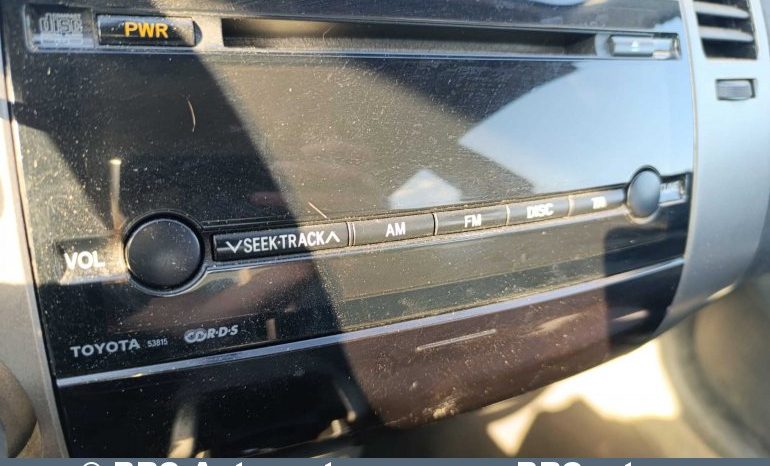 disc
PWR
VOL
∨SEEK·TRACK∧
AM
FM
DISC
TOYOTA 53815 R·D·S